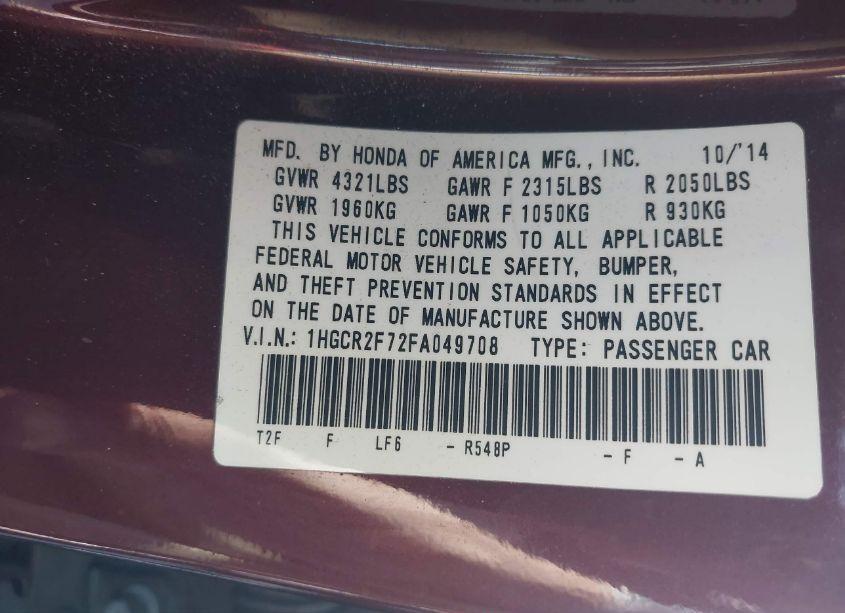 MFD. BY HONDA OF AMERICA MFG., INC. 10/'14
GVWR 4321LBS GAWR F 2315LBS R 2050LBS
GVWR 1960KG GAWR F 1050KG R 930KG
THIS VEHICLE CONFORMS TO ALL APPLICABLE
FEDERAL MOTOR VEHICLE SAFETY, BUMPER,
AND THEFT PREVENTION STANDARDS IN EFFECT
ON THE DATE OF MANUFACTURE SHOWN ABOVE.
V.I.N.: 1HGCR2F72FA049708 TYPE: PASSENGER CAR
T2F F LF6 - R548P - F - A